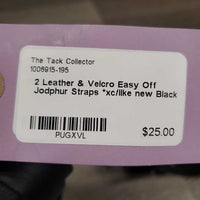 The Tack Collector
1006915-195
2 Leather & Velcro Easy Off
Jodphur Straps *xc/like new Black
PUGXVL
$25.00